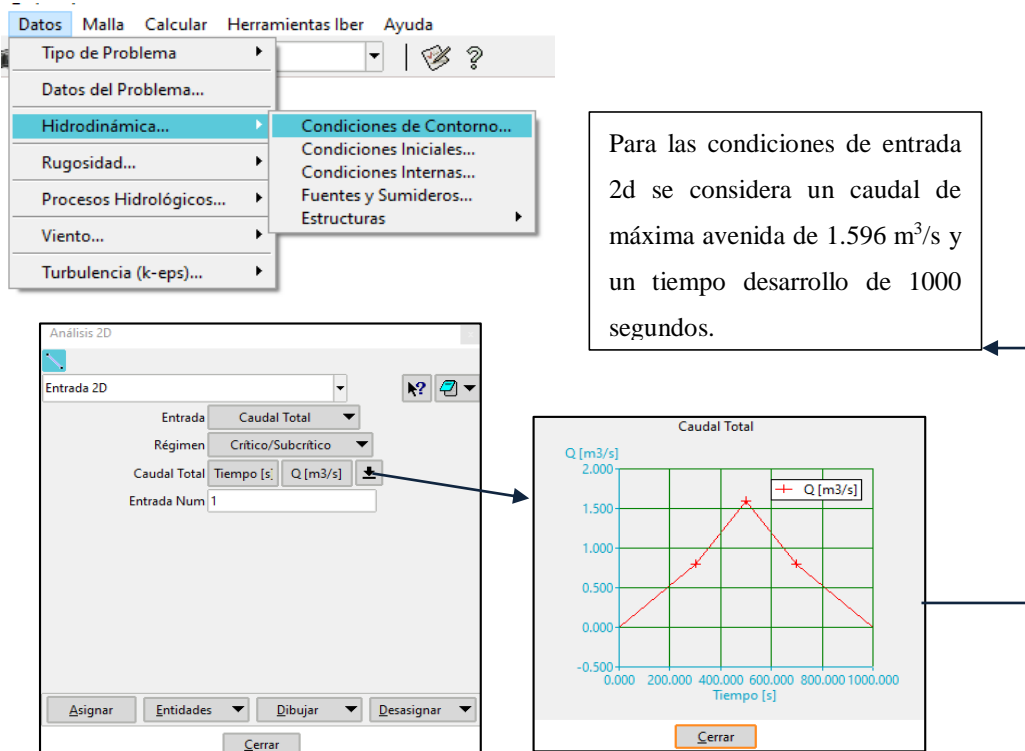 Datos Malla Calcular Herramientas Iber Ayuda
Tipo de Problema
Datos del Problema...
Hidrodinámica...
Rugosidad...
Procesos Hidrológicos...
Viento...
Turbulencia (k-eps)...
Condiciones de Contorno...
Condiciones Iniciales...
Condiciones Internas...
Fuentes y Sumideros...
Estructuras
Para las condiciones de entrada
2d se considera un caudal de
máxima avenida de 1.596 m³/s y
un tiempo desarrollo de 1000
segundos.
Análisis 2D
Entrada 2D
Entrada Caudal Total
Régimen Crítico/Subcrítico
Caudal Total Tiempo [s] Q [m3/s]
Entrada Num 1
Asignar Entidades Dibujar Desasignar
Cerrar
Caudal Total
Q [m3/s]
2.000
Q [m3/s]
1.500
1.000
0.500
0.000
-0.500
0.000 200.000 400.000 600.000 800.000 1000.000
Tiempo [s]
Cerrar